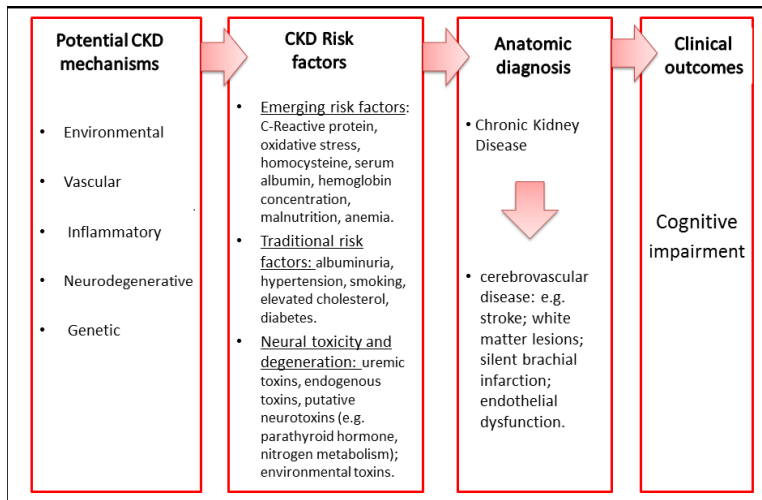 Potential CKD
mechanisms
• Environmental
• Vascular
• Inflammatory
• Neurodegenerative
• Genetic
CKD Risk
factors
• Emerging risk factors:
C-Reactive protein,
oxidative stress,
homocysteine, serum
albumin, hemoglobin
concentration,
malnutrition, anemia.
• Traditional risk
factors: albuminuria,
hypertension, smoking,
elevated cholesterol,
diabetes.
• Neural toxicity and
degeneration: uremic
toxins, endogenous
toxins, putative
neurotoxins (e.g.
parathyroid hormone,
nitrogen metabolism);
environmental toxins.
Anatomic
diagnosis
• Chronic Kidney
Disease
• cerebrovascular
disease: e.g.
stroke; white
matter lesions;
silent brachial
infarction;
endothelial
dysfunction.
Clinical
outcomes
Cognitive
impairment